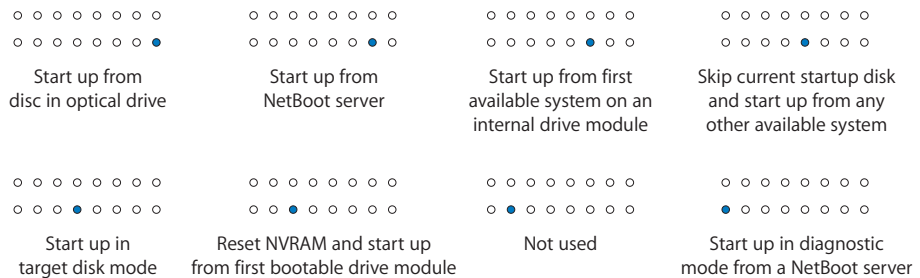 Start up from
disc in optical drive
Start up from
NetBoot server
Start up from first
available system on an
internal drive module
Skip current startup disk
and start up from any
other available system
Start up in
target disk mode
Reset NVRAM and start up
from first bootable drive module
Not used
Start up in diagnostic
mode from a NetBoot server